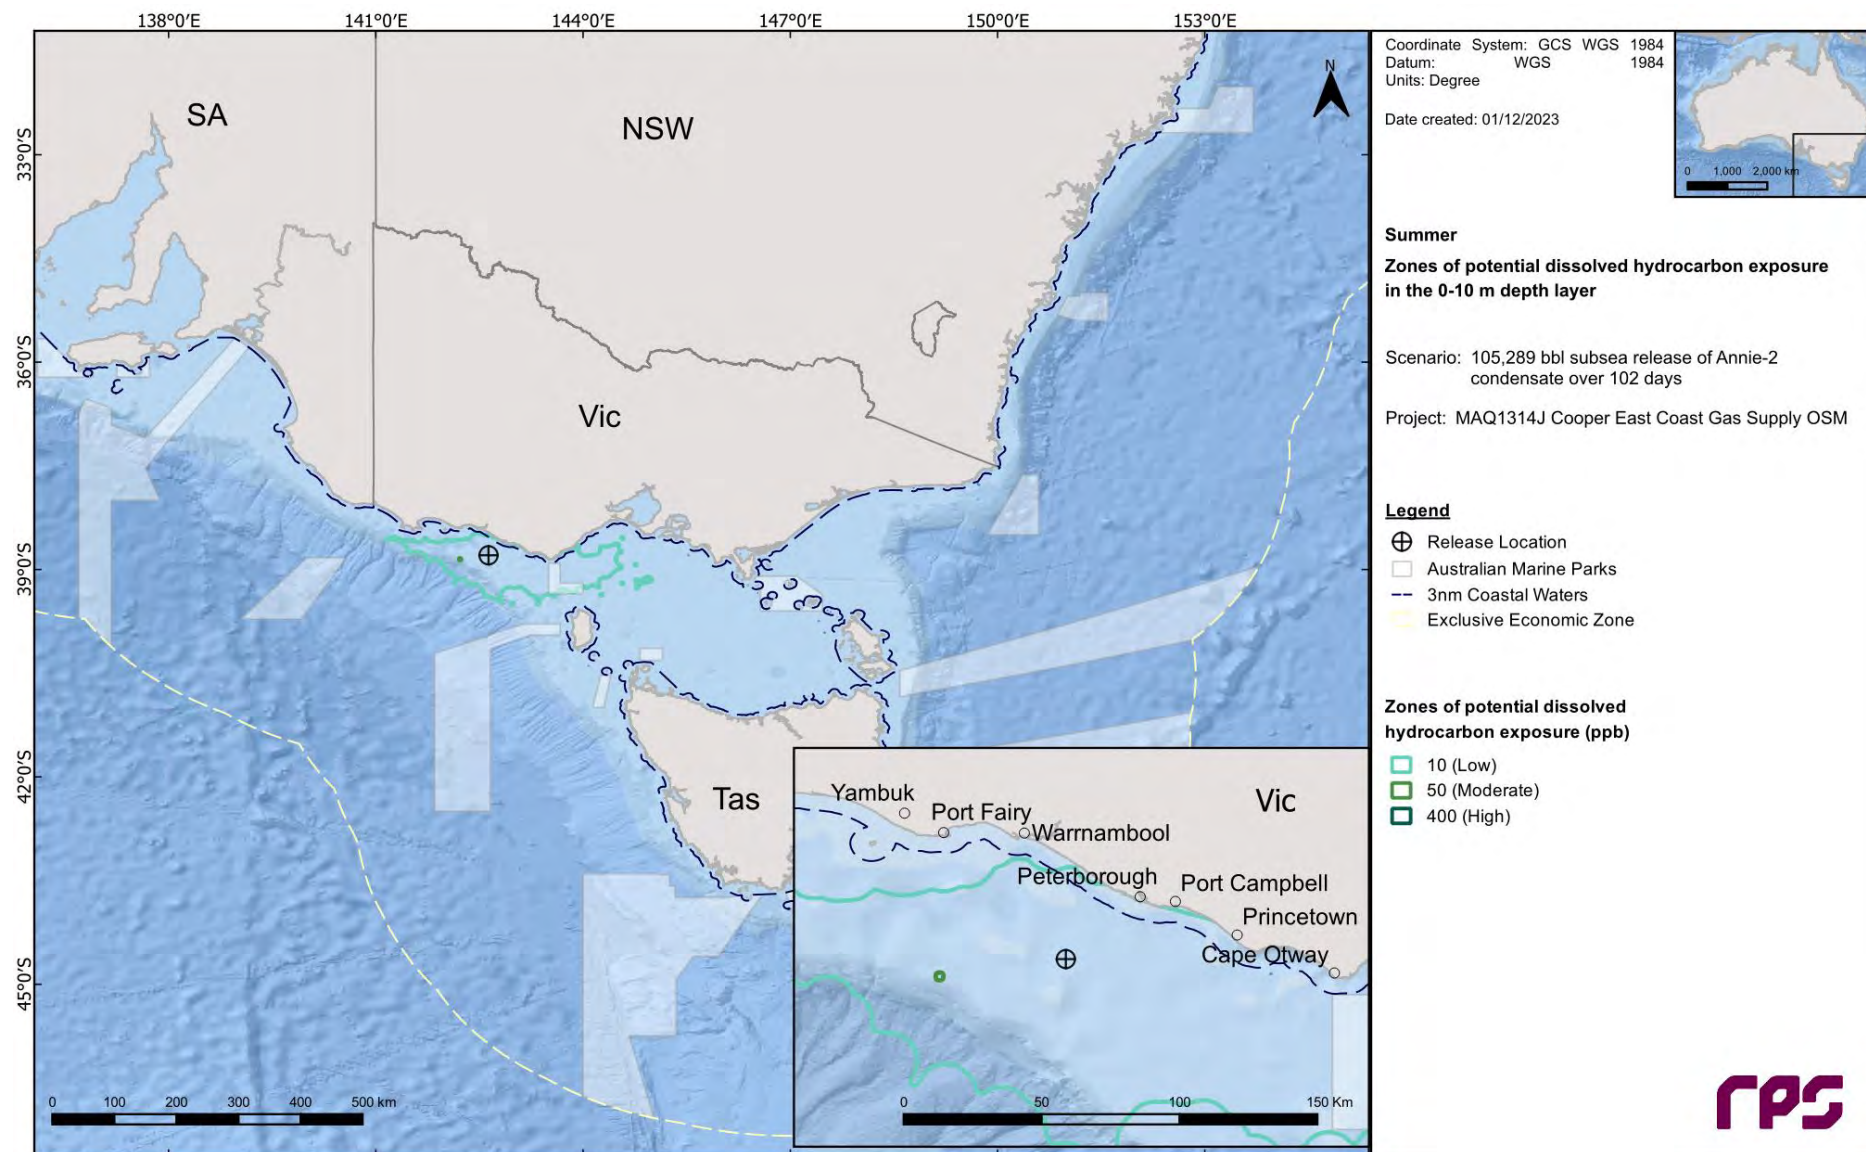 138°0′E
141°0′E
144°0′E
147°0′E
150°0′E
153°0′E
33°0′S
36°0′S
39°0′S
42°0′S
45°0′S
SA
NSW
Vic
Tas
N
0 100 200 300 400 500 km
Yambuk
Port Fairy
Warrnambool
Peterborough
Port Campbell
Princetown
Cape Otway
Vic
0 50 100 150 Km
Coordinate System: GCS WGS 1984
Datum: WGS 1984
Units: Degree
Date created: 01/12/2023
0 1,000 2,000 km
Summer
Zones of potential dissolved hydrocarbon exposure
in the 0-10 m depth layer
Scenario: 105,289 bbl subsea release of Annie-2
condensate over 102 days
Project: MAQ1314J Cooper East Coast Gas Supply OSM
Legend
Release Location
Australian Marine Parks
3nm Coastal Waters
Exclusive Economic Zone
Zones of potential dissolved
hydrocarbon exposure (ppb)
10 (Low)
50 (Moderate)
400 (High)
rps